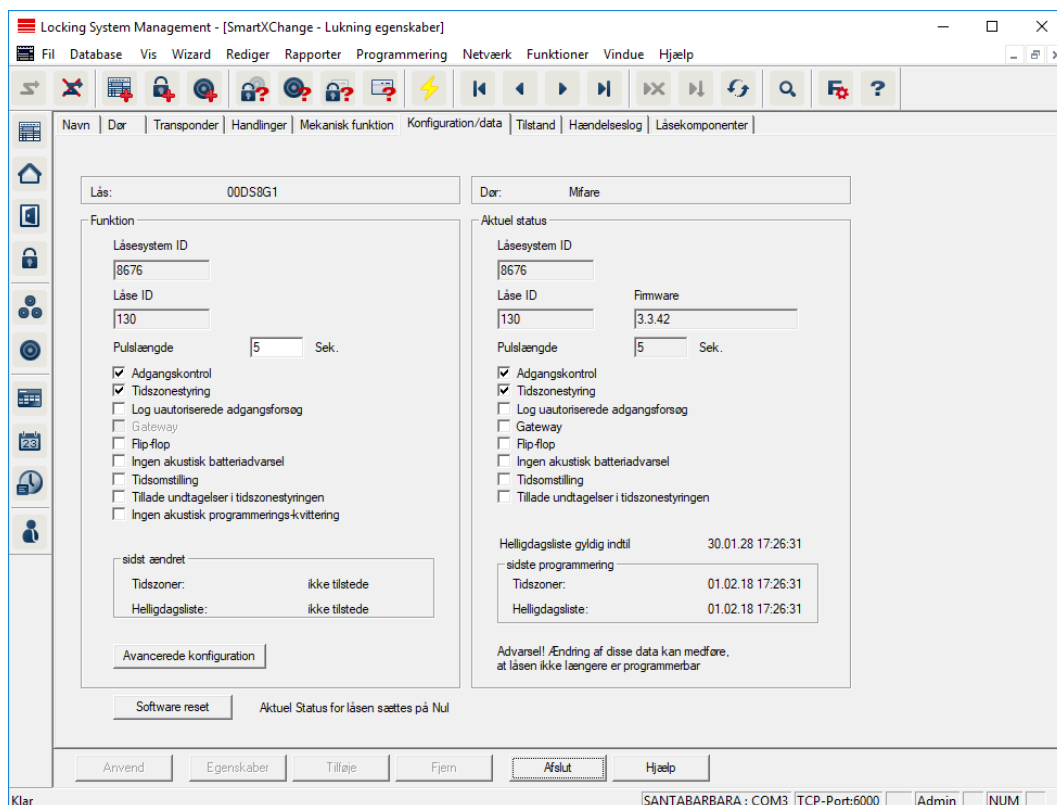 Locking System Management - [SmartXChange - Lukning egenskaber]
Fil Database Vis Wizard Rediger Rapporter Programmering Netværk Funktioner Vindue Hjælp
Navn Dør Transponder Handlinger Mekanisk funktion Konfiguration/data Tilstand Hændelseslog Låsekomponenter
Lås: 00DS8G1
Dør: Mifare
Funktion
Låsesystem ID
8676
Låse ID
130
Pulslængde 5 Sek.
Adgangskontrol
Tidszonestyring
Log uautoriserede adgangsforsøg
Gateway
Flip-flop
Ingen akustisk batteriadvarsel
Tidsomstilling
Tillade undtagelser i tidszonestyringen
Ingen akustisk programmerings-kvittering
sidst ændret
Tidszoner: ikke tilstede
Helligdagsliste: ikke tilstede
Avancerede konfiguration
Aktuel status
Låsesystem ID
8676
Låse ID Firmware
130 3.3.42
Pulslængde 5 Sek.
Adgangskontrol
Tidszonestyring
Log uautoriserede adgangsforsøg
Gateway
Flip-flop
Ingen akustisk batteriadvarsel
Tidsomstilling
Tillade undtagelser i tidszonestyringen
Helligdagsliste gyldig indtil 30.01.28 17:26:31
sidste programmering
Tidszoner: 01.02.18 17:26:31
Helligdagsliste: 01.02.18 17:26:31
Advarsel! Ændring af disse data kan medføre,
at låsen ikke længere er programmerbar
Software reset Aktuel Status for låsen sættes på Nul
Anvend Egenskaber Tilføje Fjern Afslut Hjælp
Klar SANTABARBARA : COM3 TCP-Port:6000 Admin NUM